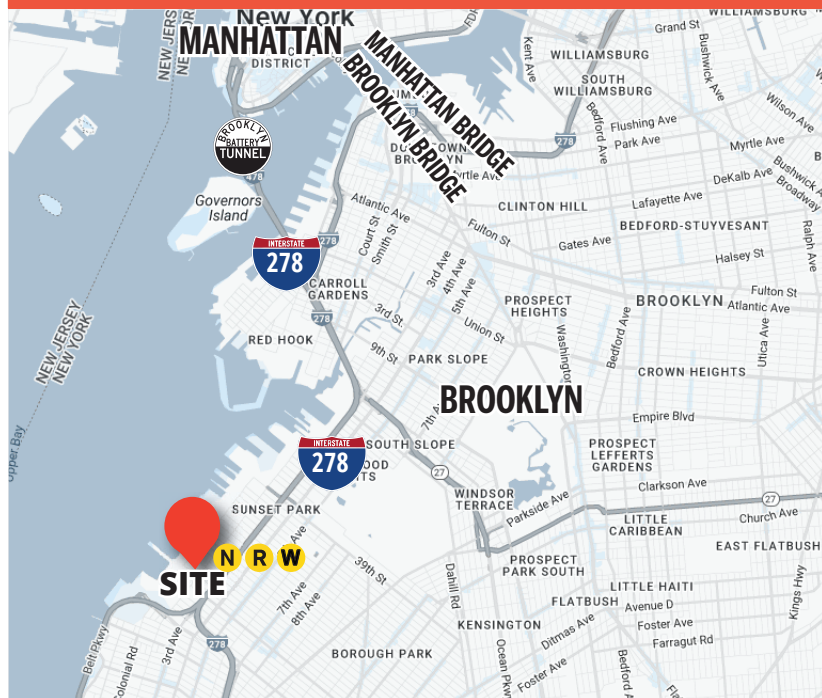 New York
MANHATTAN
DISTRICT
NEW JERS
MANHATTAN BRIDGE
BROOKLYN BRIDGE
WILLIAMSBURG
Grand St
Kent Ave
WILLIAMSBURG
SOUTH
WILLIAMSBURG
Bushwick Ave
Wilson Ave
BROOKLYN
BATTERY
TUNNEL
478
278
Bedford Ave
Flushing Ave
Park Ave
Myrtle Ave
DeKalb Ave
Bushwick A
Broadway
Governors
Island
Atlantic Ave
Court St
Smith St
CLINTON HILL
Lafayette Ave
BEDFORD-STUYVESANT
Fulton St
Gates Ave
Halsey St
Ralph Ave
INTERSTATE
278
278
CARROLL
GARDENS
3rd Ave
4th Ave
5th Ave
PROSPECT
HEIGHTS
BROOKLYN
Fulton St
Atlantic Ave
278
3rd St.
Union St
Washington
Bedford Ave
Utica Ave
NEW JERSEY
NEW YORK
RED HOOK
9th St
PARK SLOPE
CROWN HEIGHTS
BROOKLYN
7th A
Empire Blvd
Upper Bay
INTERSTATE
278
SOUTH SLOPE
PROSPECT
LEFFERTS
GARDENS
27
Clarkson Ave
SUNSET PARK
WINDSOR
TERRACE
Parkside Ave
27
Church Ave
LITTLE
CARIBBEAN
EAST FLATBUSH
N R W
SITE
39th St
PROSPECT
PARK SOUTH
LITTLE HAITI
7th Ave
8th Ave
Dahill Rd
FLATBUSH
Avenue D
Kings Hwy
Belt Pkwy
Colonial Rd
3rd Ave
278
KENSINGTON
Ditmas Ave
Foster Ave
Farragut Rd
BOROUGH PARK
Ocean Pkw
Foster Ave
Bedford A